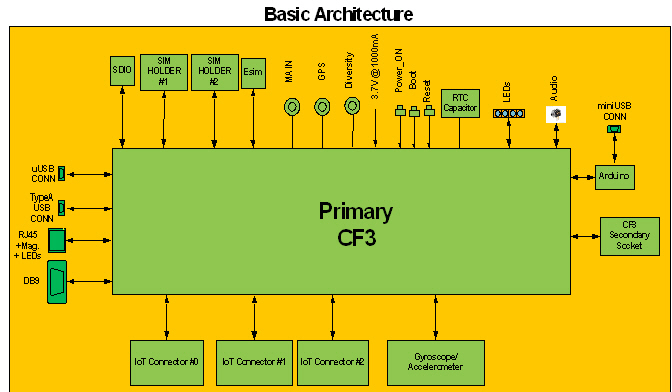 Basic Architecture
SDIO
SIM
HOLDER
#1
SIM
HOLDER
#2
Esim
MAIN
GPS
Diversity
3.7V @1000mA
Power_ON
Boot
Reset
RTC
Capacitor
LEDs
Audio
miniUSB
CONN
uUSB
CONN
TypeA
USB
CONN
RJ45
+Mag.
+ LEDs
DB9
Primary
CF3
Arduino
CF3
Secondary
Socket
IoT Connector #0
IoT Connector #1
IoT Connector #2
Gyroscope/
Accelerometer